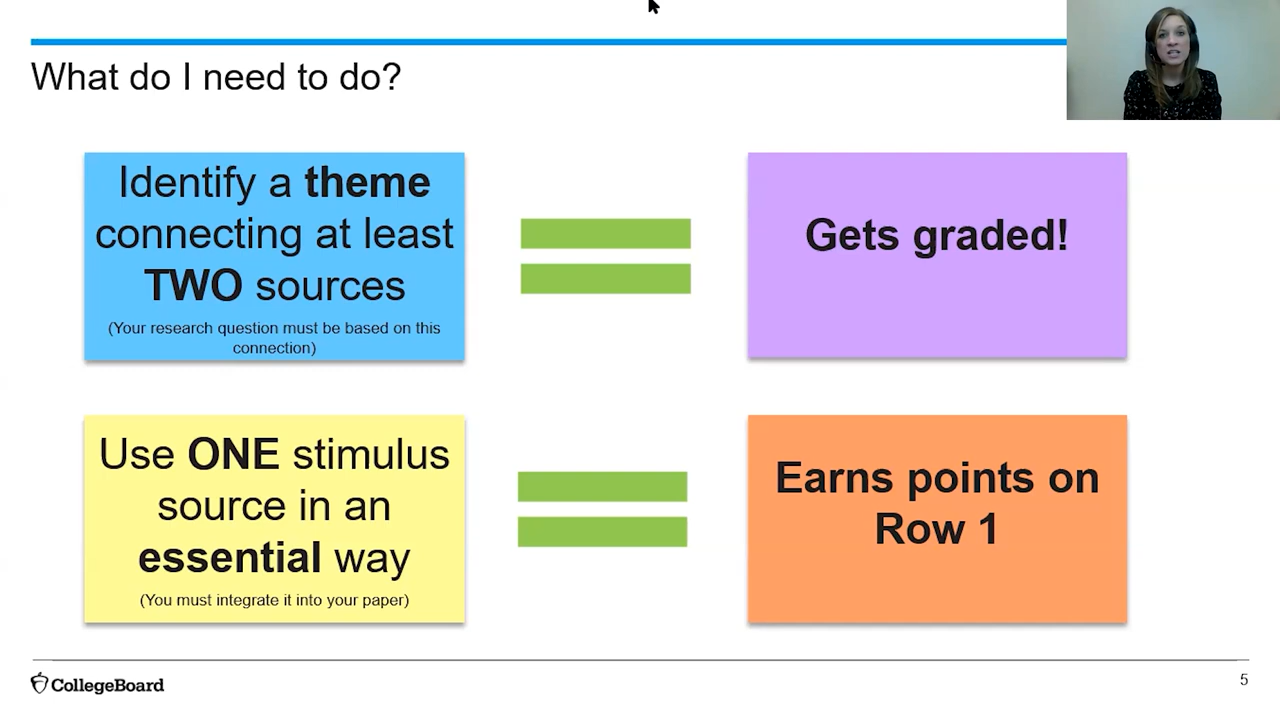 What do I need to do?
Identify a theme
connecting at least
TWO sources
(Your research question must be based on this
connection)
Gets graded!
Use ONE stimulus
source in an
essential way
(You must integrate it into your paper)
Earns points on
Row 1
CollegeBoard
5